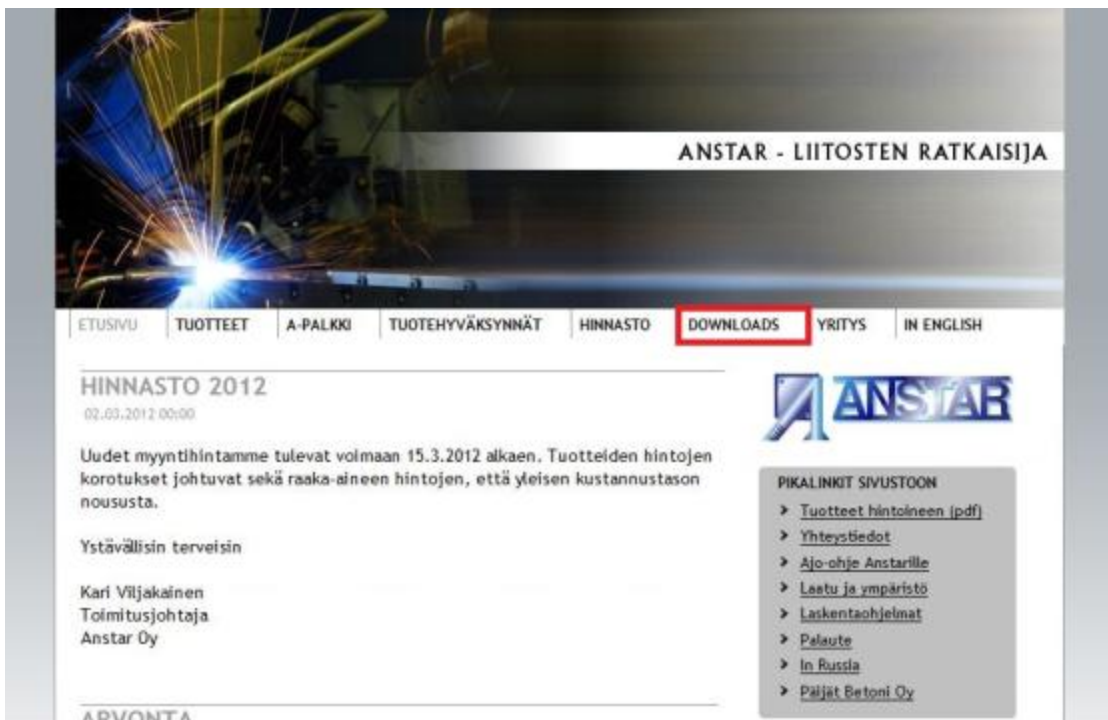 ANSTAR - LIITOSTEN RATKAISIJA
ETUSIVU TUOTTEET A-PALKKI TUOTEHYVÄKSYNNÄT HINNASTO DOWNLOADS YRITYS IN ENGLISH
HINNASTO 2012
02.03.2012 00:00
Uudet myyntihintamme tulevat voimaan 15.3.2012 alkaen. Tuotteiden hintojen
korotukset johtuvat sekä raaka-aineen hintojen, että yleisen kustannustason
noususta.
Ystävällisin terveisin
Kari Viljakainen
Toimitusjohtaja
Anstar Oy
ARVONTA
ANSTAR
PIKALINKIT SIVUSTOON
Tuotteet hintoineen (pdf)
Yhteystiedot
Ajo-ohje Anstarille
Laatu ja ympäristö
Laskentaohjelmat
Palaute
In Russia
Päijät Betoni Oy